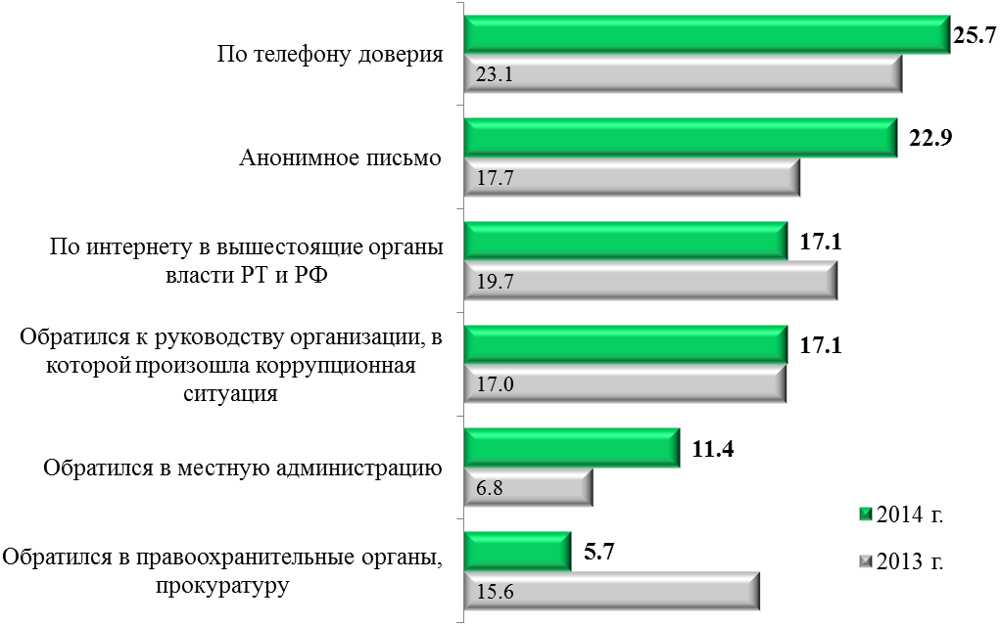 По телефону доверия
25.7
23.1
Анонимное письмо
22.9
17.7
По интернету в вышестоящие органы
власти РТ и РФ
17.1
19.7
Обратился к руководству организации, в
которой произошла коррупционная
ситуация
17.1
17.0
Обратился в местную администрацию
11.4
6.8
Обратился в правоохранительные органы,
прокуратуру
5.7
15.6
2014 г.
2013 г.